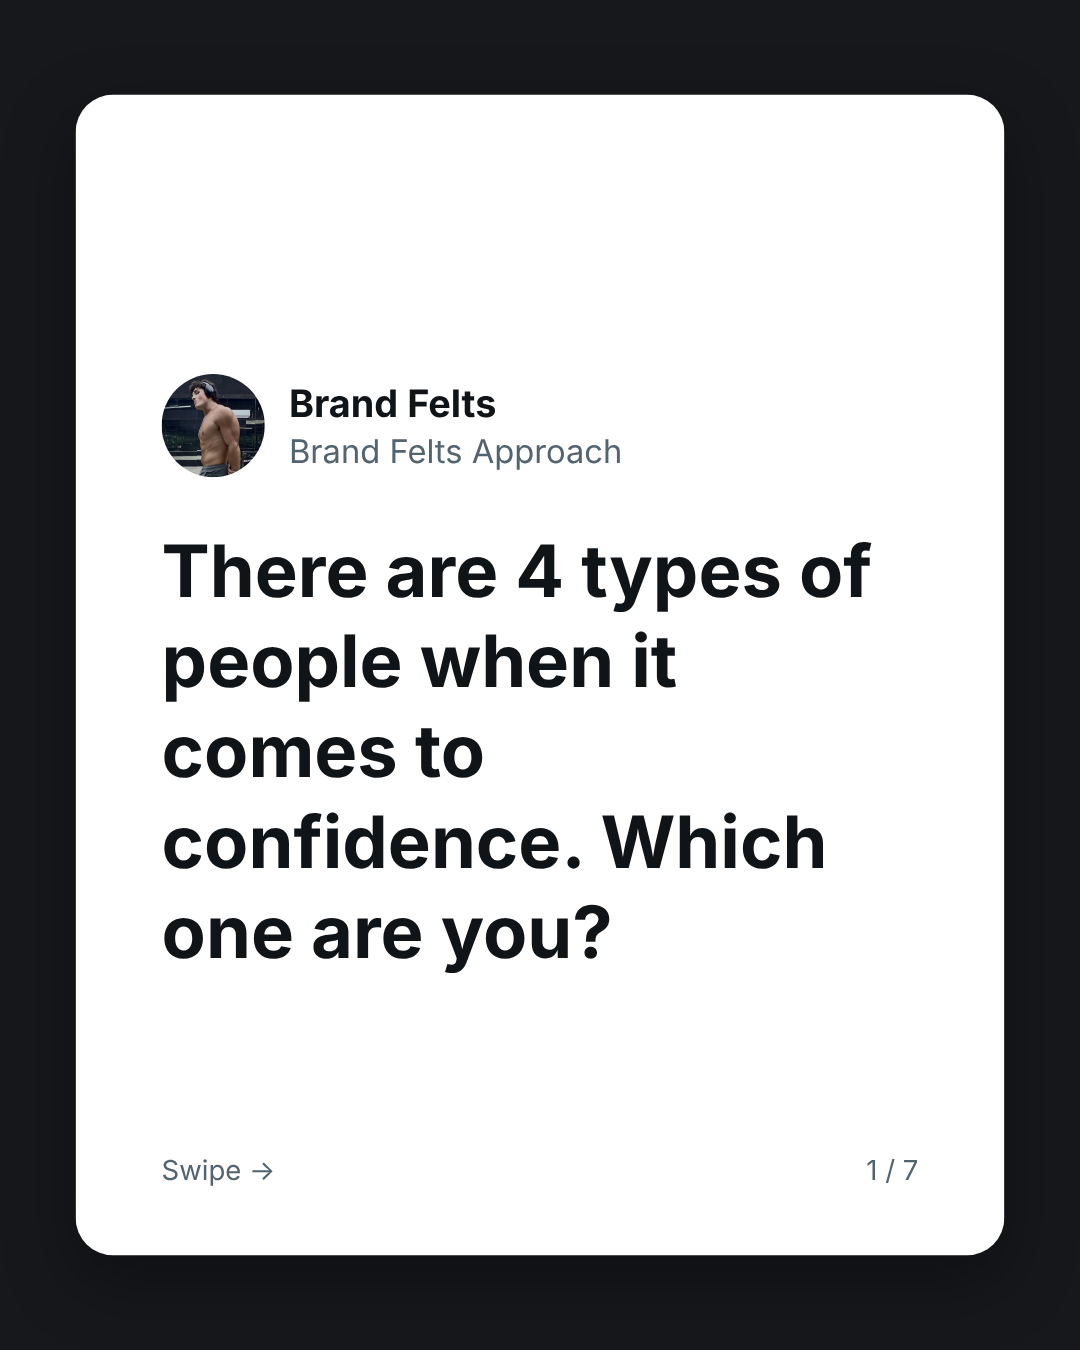 Brand Felts
Brand Felts Approach
There are 4 types of
people when it
comes to
confidence. Which
one are you?
Swipe →
1 / 7